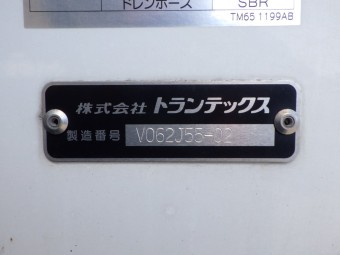 ドレンホース SBR
TM65 1199AB
株式会社 トランテックス
製造番号 V062J55-02